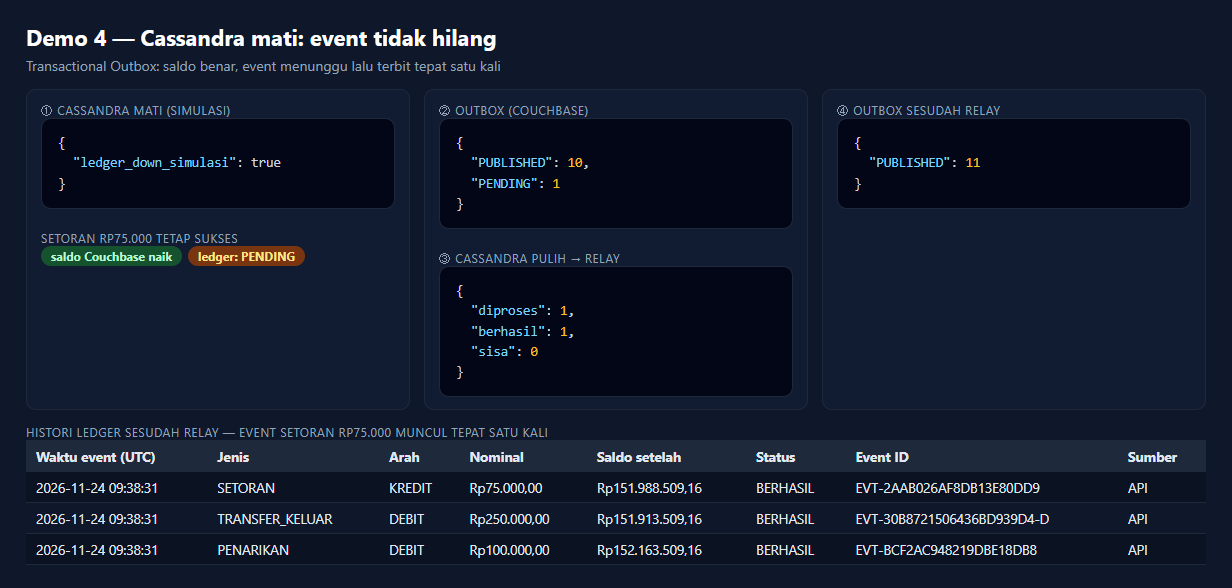 Demo 4 — Cassandra mati: event tidak hilang
Transactional Outbox: saldo benar, event menunggu lalu terbit tepat satu kali
① CASSANDRA MATI (SIMULASI)
{
"ledger_down_simulasi": true
}
SETORAN RP75.000 TETAP SUKSES
saldo Couchbase naik ledger: PENDING
② OUTBOX (COUCHBASE)
{
"PUBLISHED": 10,
"PENDING": 1
}
③ CASSANDRA PULIH → RELAY
{
"diproses": 1,
"berhasil": 1,
"sisa": 0
}
④ OUTBOX SESUDAH RELAY
{
"PUBLISHED": 11
}
HISTORI LEDGER SESUDAH RELAY — EVENT SETORAN RP75.000 MUNCUL TEPAT SATU KALI
Waktu event (UTC) Jenis Arah Nominal Saldo setelah Status Event ID Sumber
2026-11-24 09:38:31 SETORAN KREDIT Rp75.000,00 Rp151.988.509,16 BERHASIL EVT-2AAB026AF8DB13E80DD9 API
2026-11-24 09:38:31 TRANSFER_KELUAR DEBIT Rp250.000,00 Rp151.913.509,16 BERHASIL EVT-30B8721506436BD939D4-D API
2026-11-24 09:38:31 PENARIKAN DEBIT Rp100.000,00 Rp152.163.509,16 BERHASIL EVT-BCF2AC948219DBE18DB8 API